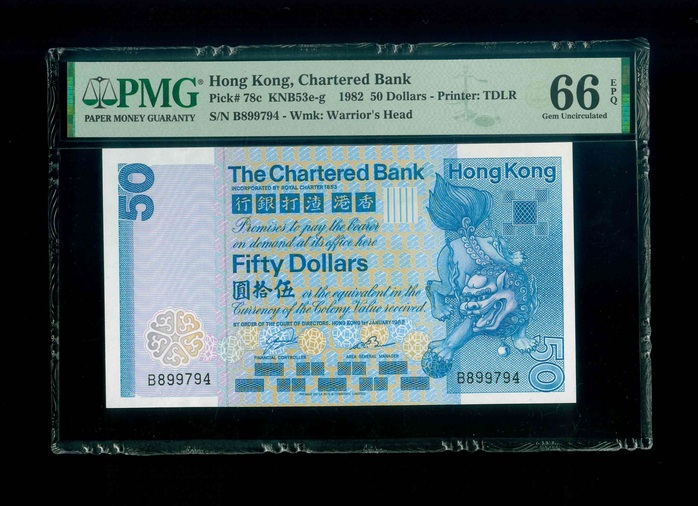 PMG®
PAPER MONEY GUARANTY
Hong Kong, Chartered Bank
Pick# 78c KNB53e-g 1982 50 Dollars - Printer: TDLR
S/N B899794 - Wmk: Warrior's Head
66
EPQ
Gem Uncirculated
50
The Chartered Bank
Hong Kong
INCORPORATED BY ROYAL CHARTER 1853
行銀打渣港香
Promises to pay the bearer
on demand at its office here
Fifty Dollars
圓拾伍 or the equivalent in the
Currency of the Colony, Value received.
BY ORDER OF THE COURT OF DIRECTORS, HONG KONG 1st JANUARY 1982
FINANCIAL CONTROLLER
AREA GENERAL MANAGER
B899794
B899794
50